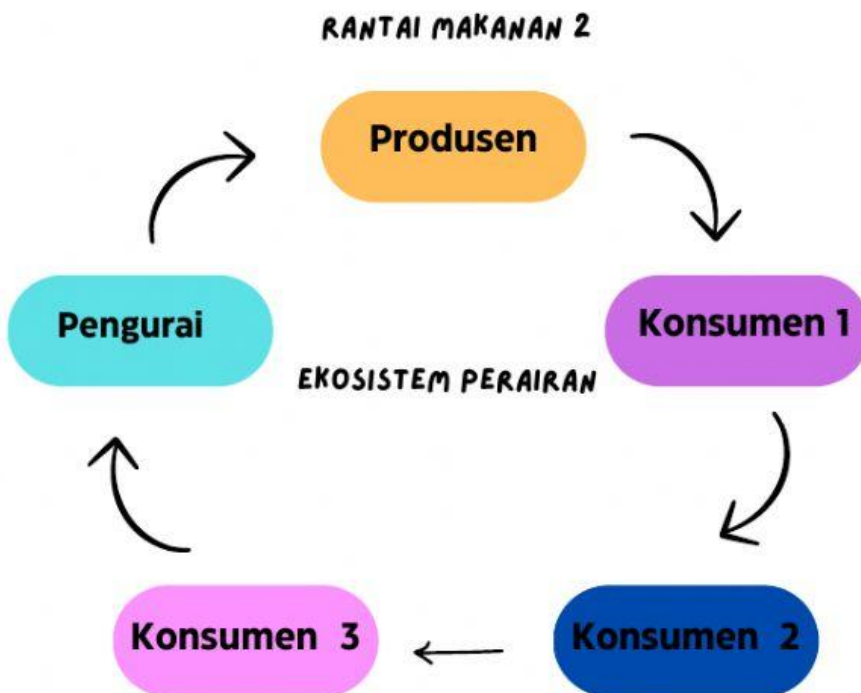 RANTAI MAKANAN 2
Produsen
Pengurai
Konsumen 1
EKOSISTEM PERAIRAN
Konsumen 3
Konsumen 2